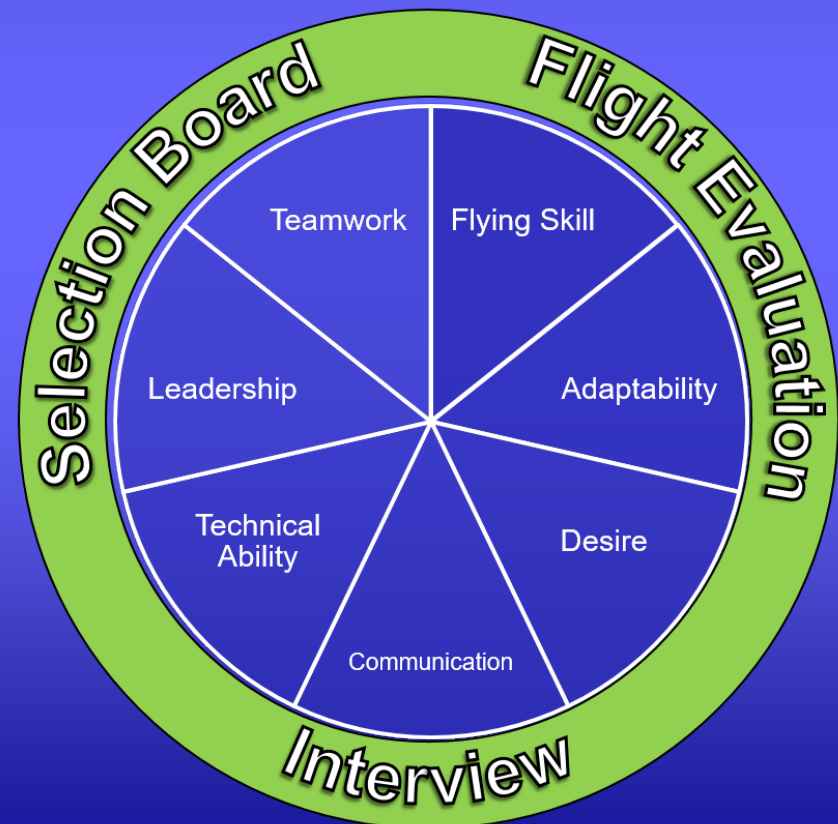 Selection Board
Flight Evaluation
Teamwork
Flying Skill
Leadership
Adaptability
Technical
Ability
Desire
Communication
Interview